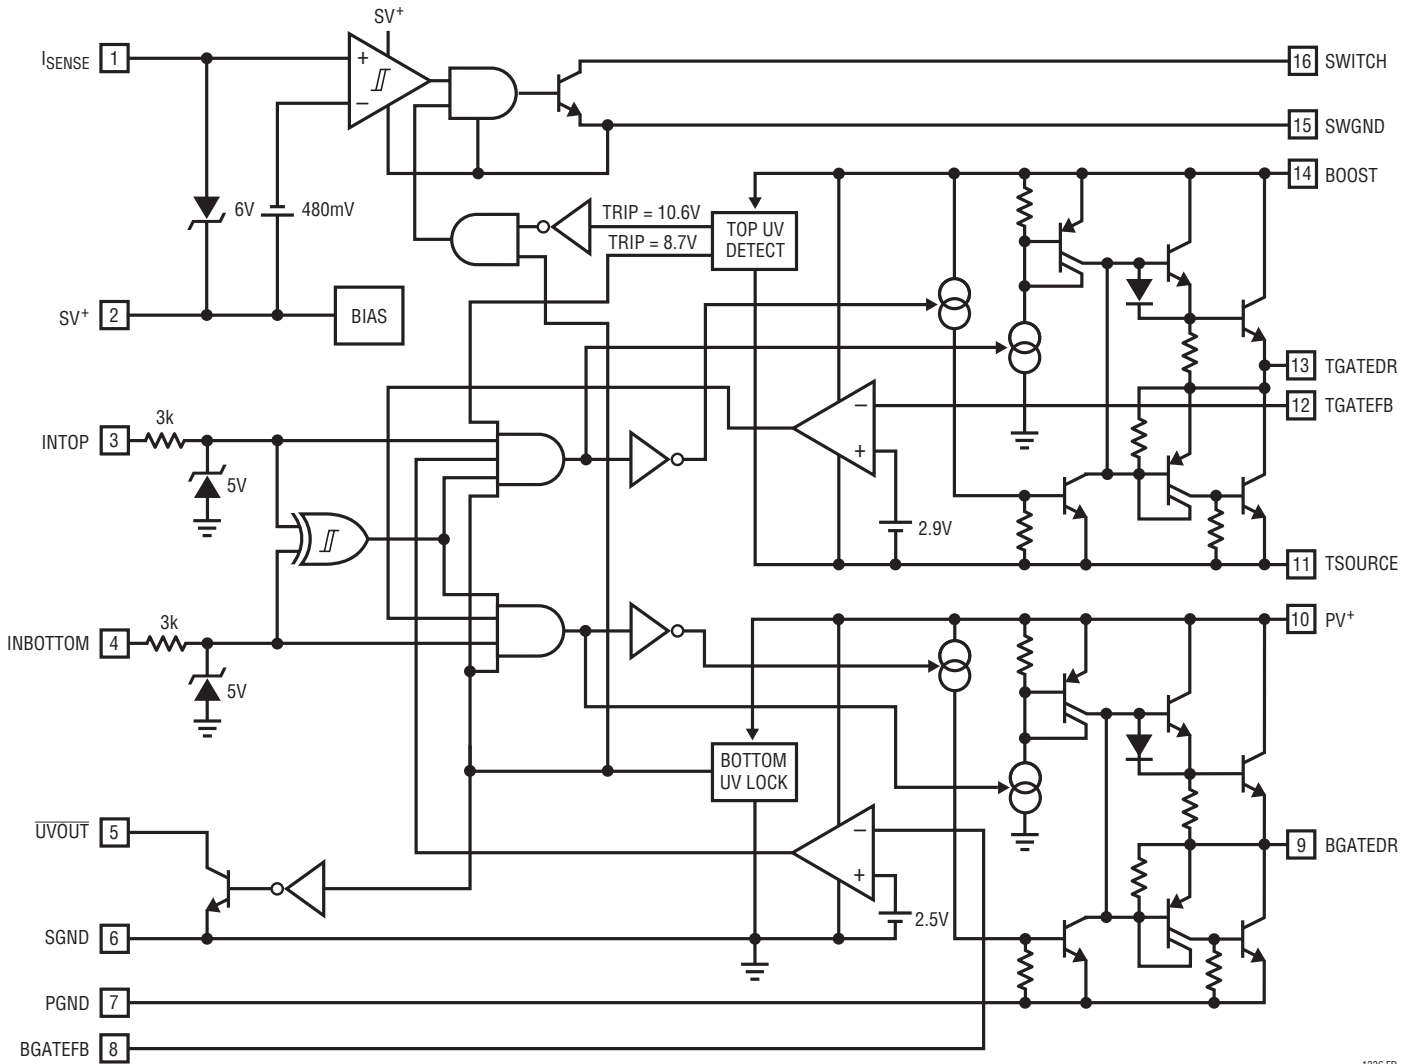 SV+
ISENSE 1
+
−
16 SWITCH
15 SWGND
14 BOOST
6V
480mV
TRIP = 10.6V
TRIP = 8.7V
TOP UV
DETECT
SV+ 2
BIAS
13 TGATEDR
12 TGATEFB
−
+
3k
INTOP 3
5V
2.9V
11 TSOURCE
10 PV+
3k
INBOTTOM 4
5V
BOTTOM
UV LOCK
UVOUT 5
−
+
9 BGATEDR
2.5V
SGND 6
PGND 7
BGATEFB 8